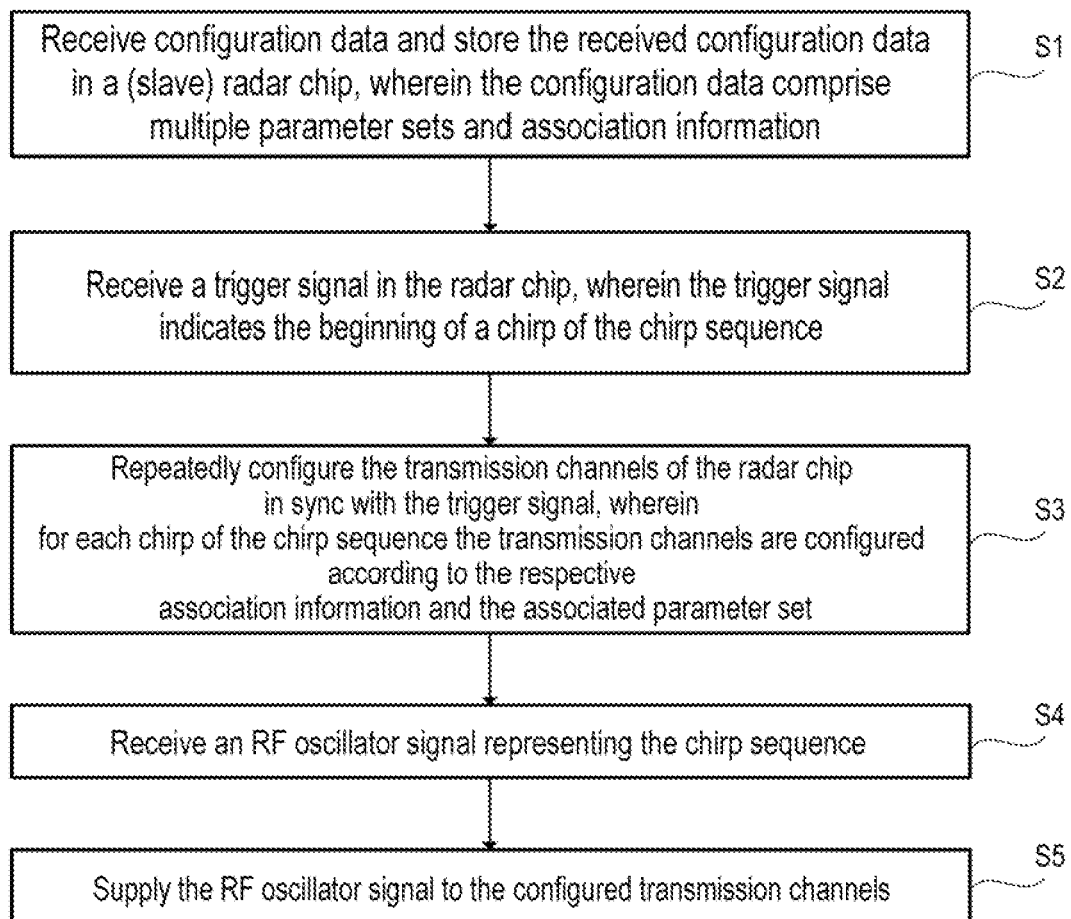 Receive configuration data and store the received configuration data
in a (slave) radar chip, wherein the configuration data comprise
multiple parameter sets and association information
S1
Receive a trigger signal in the radar chip, wherein the trigger signal
indicates the beginning of a chirp of the chirp sequence
S2
Repeatedly configure the transmission channels of the radar chip
in sync with the trigger signal, wherein
for each chirp of the chirp sequence the transmission channels are configured
according to the respective
association information and the associated parameter set
S3
Receive an RF oscillator signal representing the chirp sequence
S4
Supply the RF oscillator signal to the configured transmission channels
S5